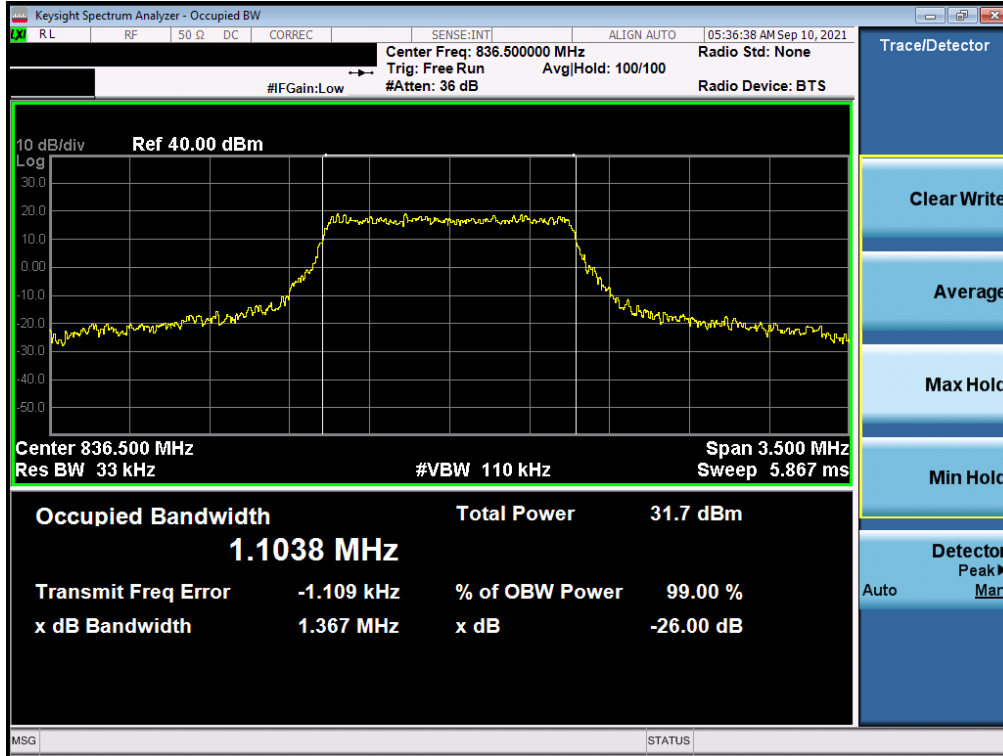 Keysight Spectrum Analyzer - Occupied BW
LXI RL RF 50 Ω DC CORREC SENSE:INT ALIGN AUTO 05:36:38 AM Sep 10, 2021
Center Freq: 836.500000 MHz Radio Std: None
Trig: Free Run Avg|Hold: 100/100
#IFGain:Low #Atten: 36 dB Radio Device: BTS
10 dB/div Ref 40.00 dBm
Log
30.0
20.0
10.0
0.00
-10.0
-20.0
-30.0
-40.0
-50.0
Center 836.500 MHz Span 3.500 MHz
Res BW 33 kHz #VBW 110 kHz Sweep 5.867 ms
Occupied Bandwidth Total Power 31.7 dBm
1.1038 MHz
Transmit Freq Error -1.109 kHz % of OBW Power 99.00 %
x dB Bandwidth 1.367 MHz x dB -26.00 dB
MSG STATUS
Trace/Detector
Clear Write
Average
Max Hold
Min Hold
Detector
Peak
Auto Man